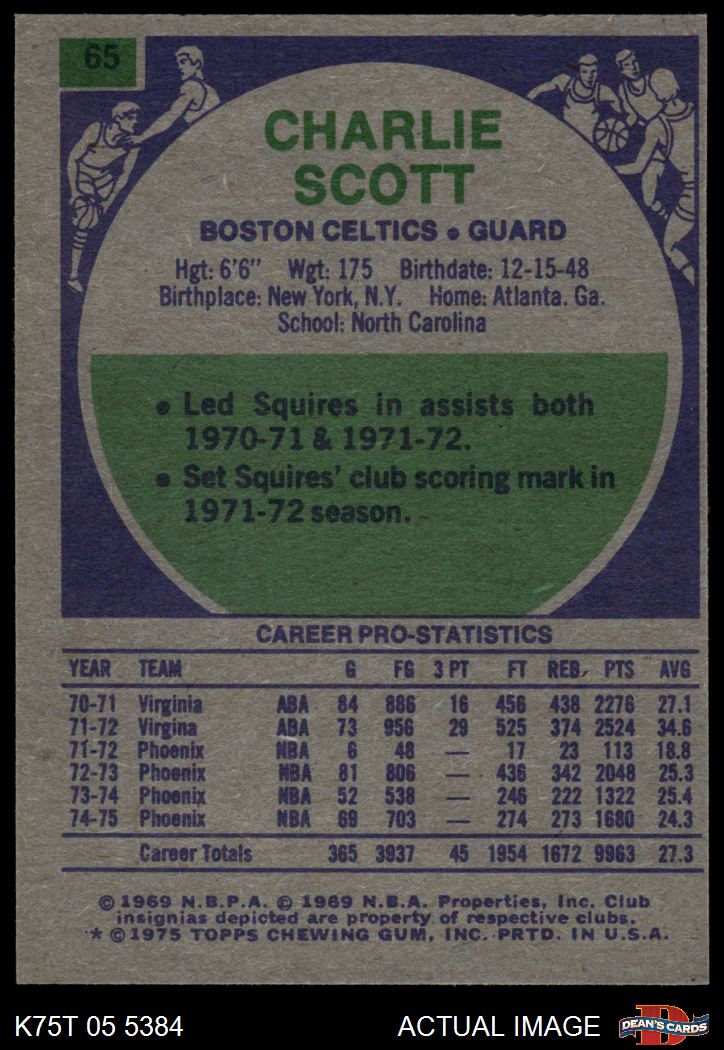 65
CHARLIE
SCOTT
BOSTON CELTICS • GUARD
Hgt: 6'6" Wgt: 175 Birthdate: 12-15-48
Birthplace: New York, N.Y. Home: Atlanta. Ga.
School: North Carolina
• Led Squires in assists both
1970-71 & 1971-72.
• Set Squires' club scoring mark in
1971-72 season.
CAREER PRO-STATISTICS
YEAR TEAM G FG 3 PT FT REB. PTS AVG
70-71 Virginia ABA 84 886 16 456 438 2276 27.1
71-72 Virgina ABA 73 956 29 525 374 2524 34.6
71-72 Phoenix NBA 6 48 — 17 23 113 18.8
72-73 Phoenix NBA 81 806 — 436 342 2048 25.3
73-74 Phoenix NBA 52 538 — 246 222 1322 25.4
74-75 Phoenix NBA 69 703 — 274 273 1680 24.3
Career Totals 365 3937 45 1954 1672 9963 27.3
© 1969 N.B.P.A. © 1969 N.B.A. Properties, Inc. Club
insignias depicted are property of respective clubs.
* © 1975 TOPPS CHEWING GUM, INC. PRTD. IN U.S.A.
K75T 05 5384 ACTUAL IMAGE D DEAN'S CARDS